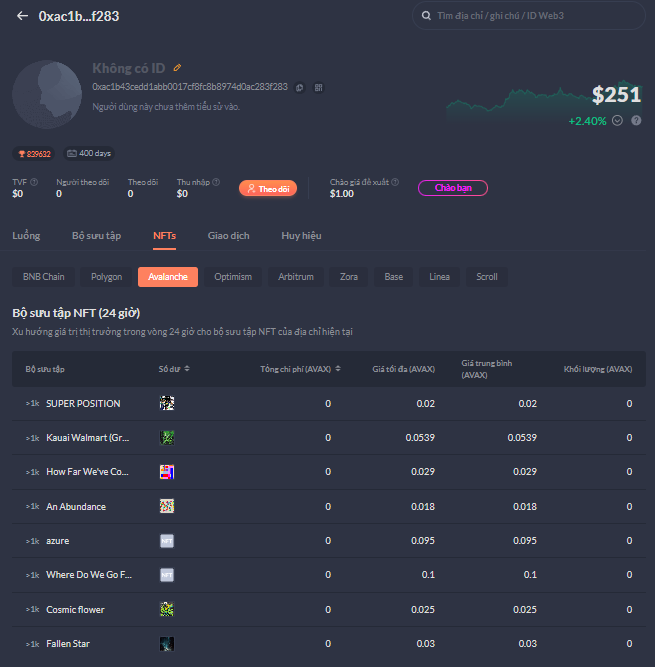 0xac1b...f283
Tìm địa chỉ / ghi chú / ID Web3
Không có ID
0xac1b43cedd1abb0017cf8fc8b8974d0ac283f283
Người dùng này chưa thêm tiểu sử vào.
$251
+2.40%
839632 400 days
TVF Người theo dõi Theo dõi Thu nhập Chào giá đề xuất
$0 0 0 $0 Theo dõi $1.00 Chào bạn
Luồng Bộ sưu tập NFTs Giao dịch Huy hiệu
BNB Chain Polygon Avalanche Optimism Arbitrum Zora Base Linea Scroll
Bộ sưu tập NFT (24 giờ)
Xu hướng giá trị thị trường trong vòng 24 giờ cho bộ sưu tập NFT của địa chỉ hiện tại
Bộ sưu tập Số dư Tổng chi phí (AVAX) Giá tối đa (AVAX) Giá trung bình (AVAX) Khối lượng (AVAX)
>1k SUPER POSITION 0 0.02 0.02 0
>1k Kauai Walmart (Gr... 0 0.0539 0.0539 0
>1k How Far We've Co... 0 0.029 0.029 0
>1k An Abundance 0 0.018 0.018 0
>1k azure NFT 0 0.095 0.095 0
>1k Where Do We Go F... NFT 0 0.1 0.1 0
>1k Cosmic flower 0 0.025 0.025 0
>1k Fallen Star 0 0.03 0.03 0